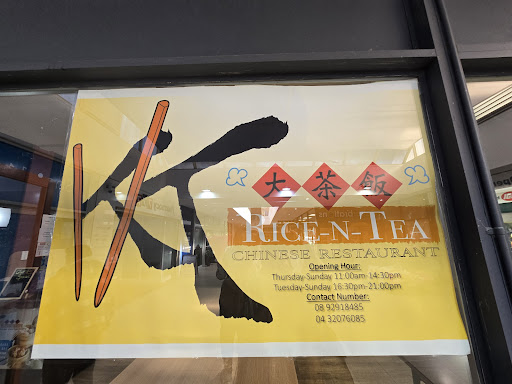 K
大茶飯
RICE-N-TEA
CHINESE RESTAURANT
Opening Hour:
Thursday-Sunday 11:00am-14:30pm
Tuesday-Sunday 16:30pm-21:00pm
Contact Number:
08 92918485
04 32076085